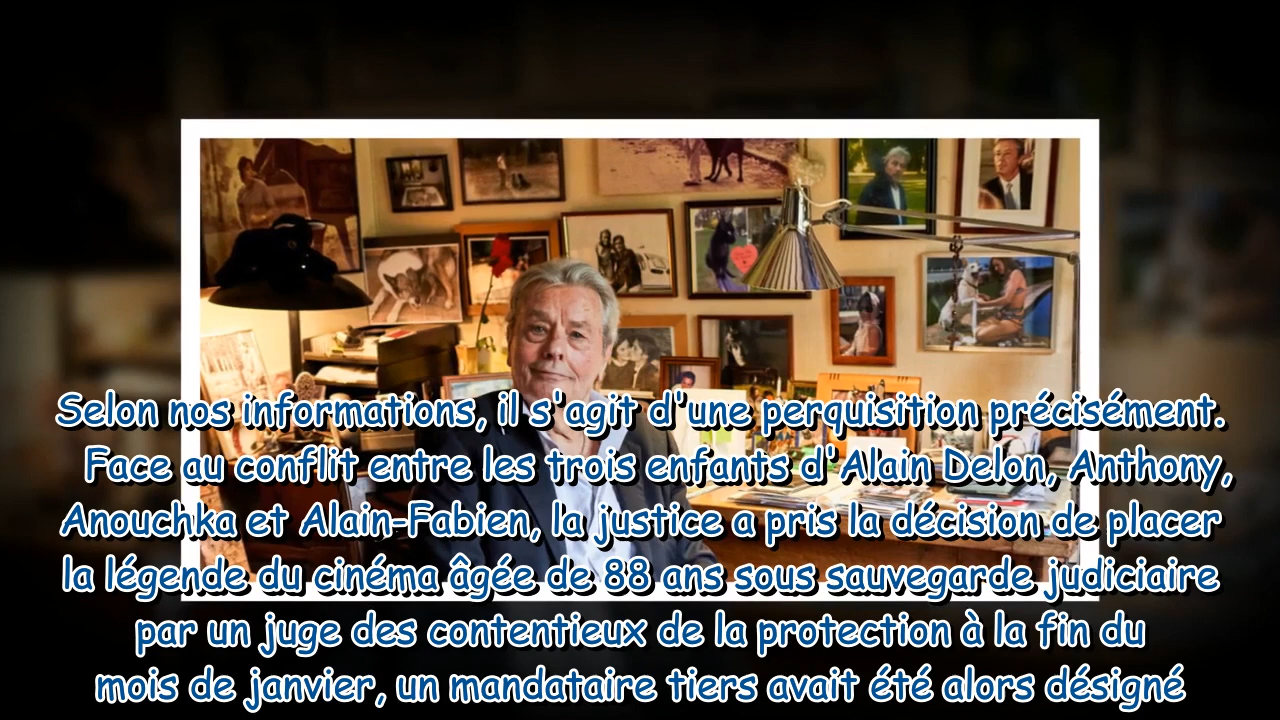 Selon nos informations, il s'agit d'une perquisition précisément.
Face au conflit entre les trois enfants d'Alain Delon, Anthony,
Anouchka et Alain-Fabien, la justice a pris la décision de placer
la légende du cinéma âgée de 88 ans sous sauvegarde judiciaire
par un juge des contentieux de la protection à la fin du
mois de janvier, un mandataire tiers avait été alors désigné